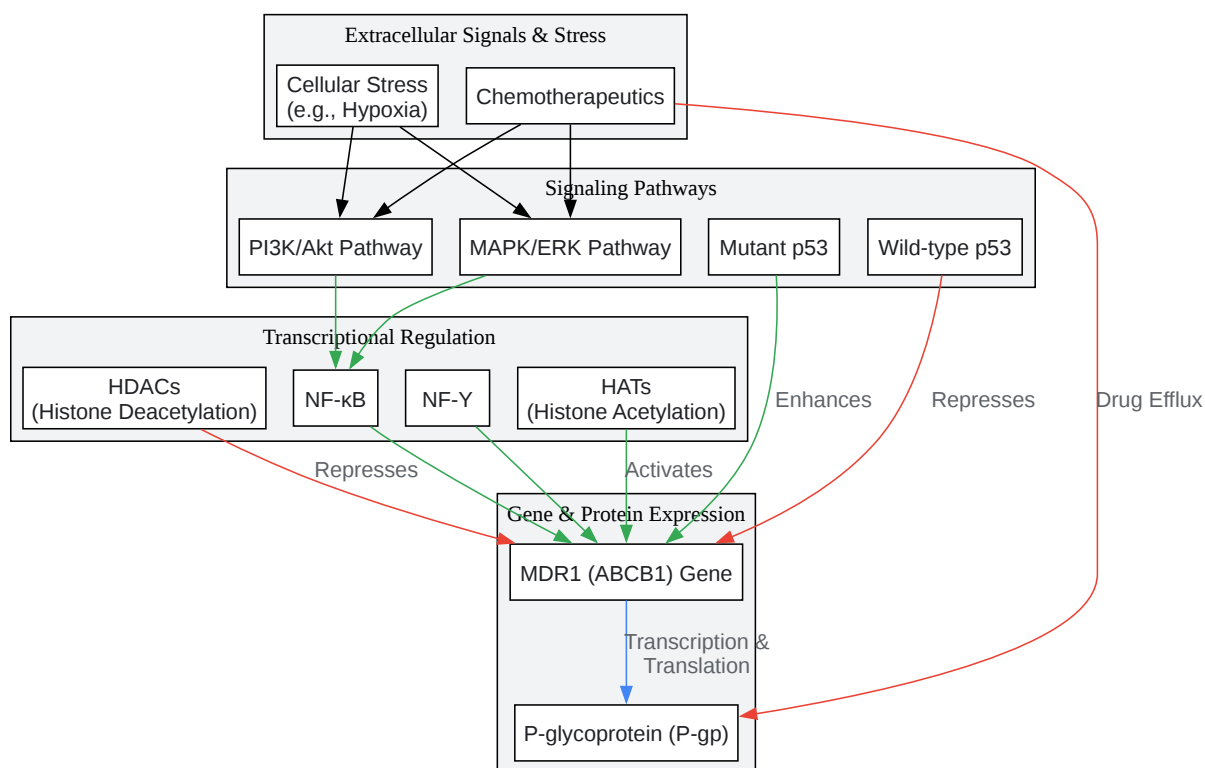 Extracellular Signals & Stress
Cellular Stress
(e.g., Hypoxia)
Chemotherapeutics
Signaling Pathways
PI3K/Akt Pathway
MAPK/ERK Pathway
Mutant p53
Wild-type p53
Transcriptional Regulation
HDACs
(Histone Deacetylation)
NF-κB
NF-Y
HATs
(Histone Acetylation)
Enhances
Represses
Drug Efflux
Represses
Activates
Gene & Protein Expression
MDR1 (ABCB1) Gene
Transcription &
Translation
P-glycoprotein (P-gp)